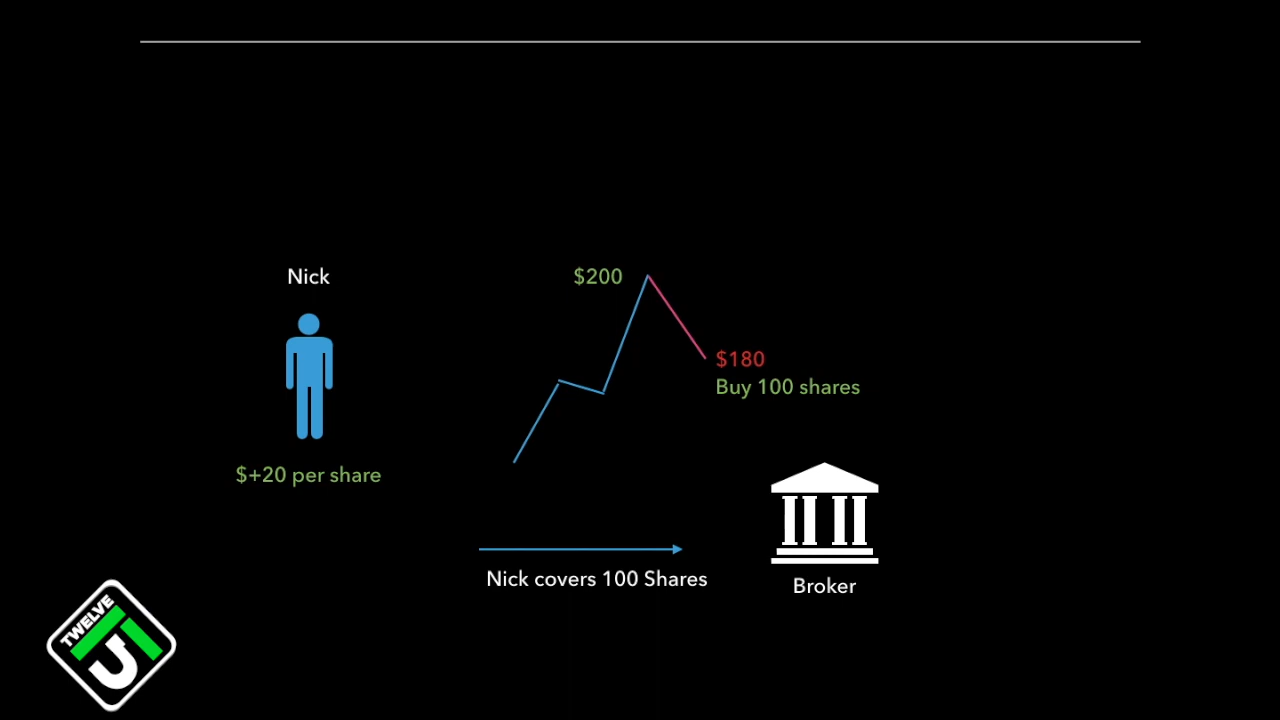 Nick
$200
$180
Buy 100 shares
$+20 per share
Nick covers 100 Shares
Broker
TWELVE
U